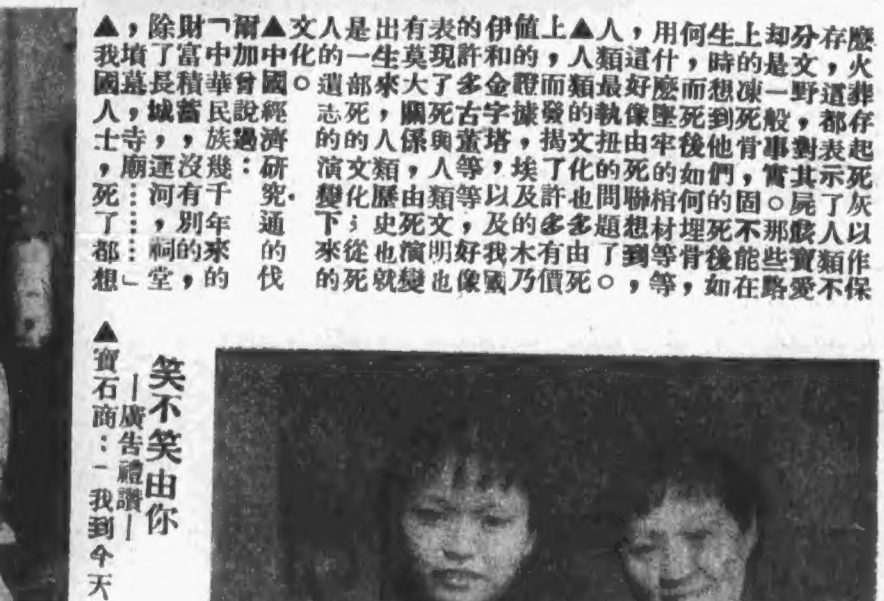 麼火葬存起死灰以作保
存，這都表示了人類不
分文野，對其屍骸寶愛
却是一般事實。那些路
上的凍死骨，固不能在
生時想到他們的死後如
何，而死後如何埋骨，
用什麼墜牢的棺材等等
，這好像由死聯想到，
人類最執扭的問題了。
▲人類的文化也多由死
上，而發揭了許多有價
值的證據，埃及的木乃
伊和金字塔，以及我國
的許多古董等等，好像
表現了死與人類文明也
有莫大關係，由死演變
出生來，人類歷史也就
是一部死的文化；從死
人的遺志的演變下來的
文化。
▲中國經濟研究通的伐
爾加曾說過：
「中華民族幾千年來的
財富積蓄，沒有別的，
除了長城，運河，祠堂
，墳墓，寺，廟……」
▲我國人士，死了都想
笑不笑由你
—廣告禮讚—
▲寶石商：「我到今天